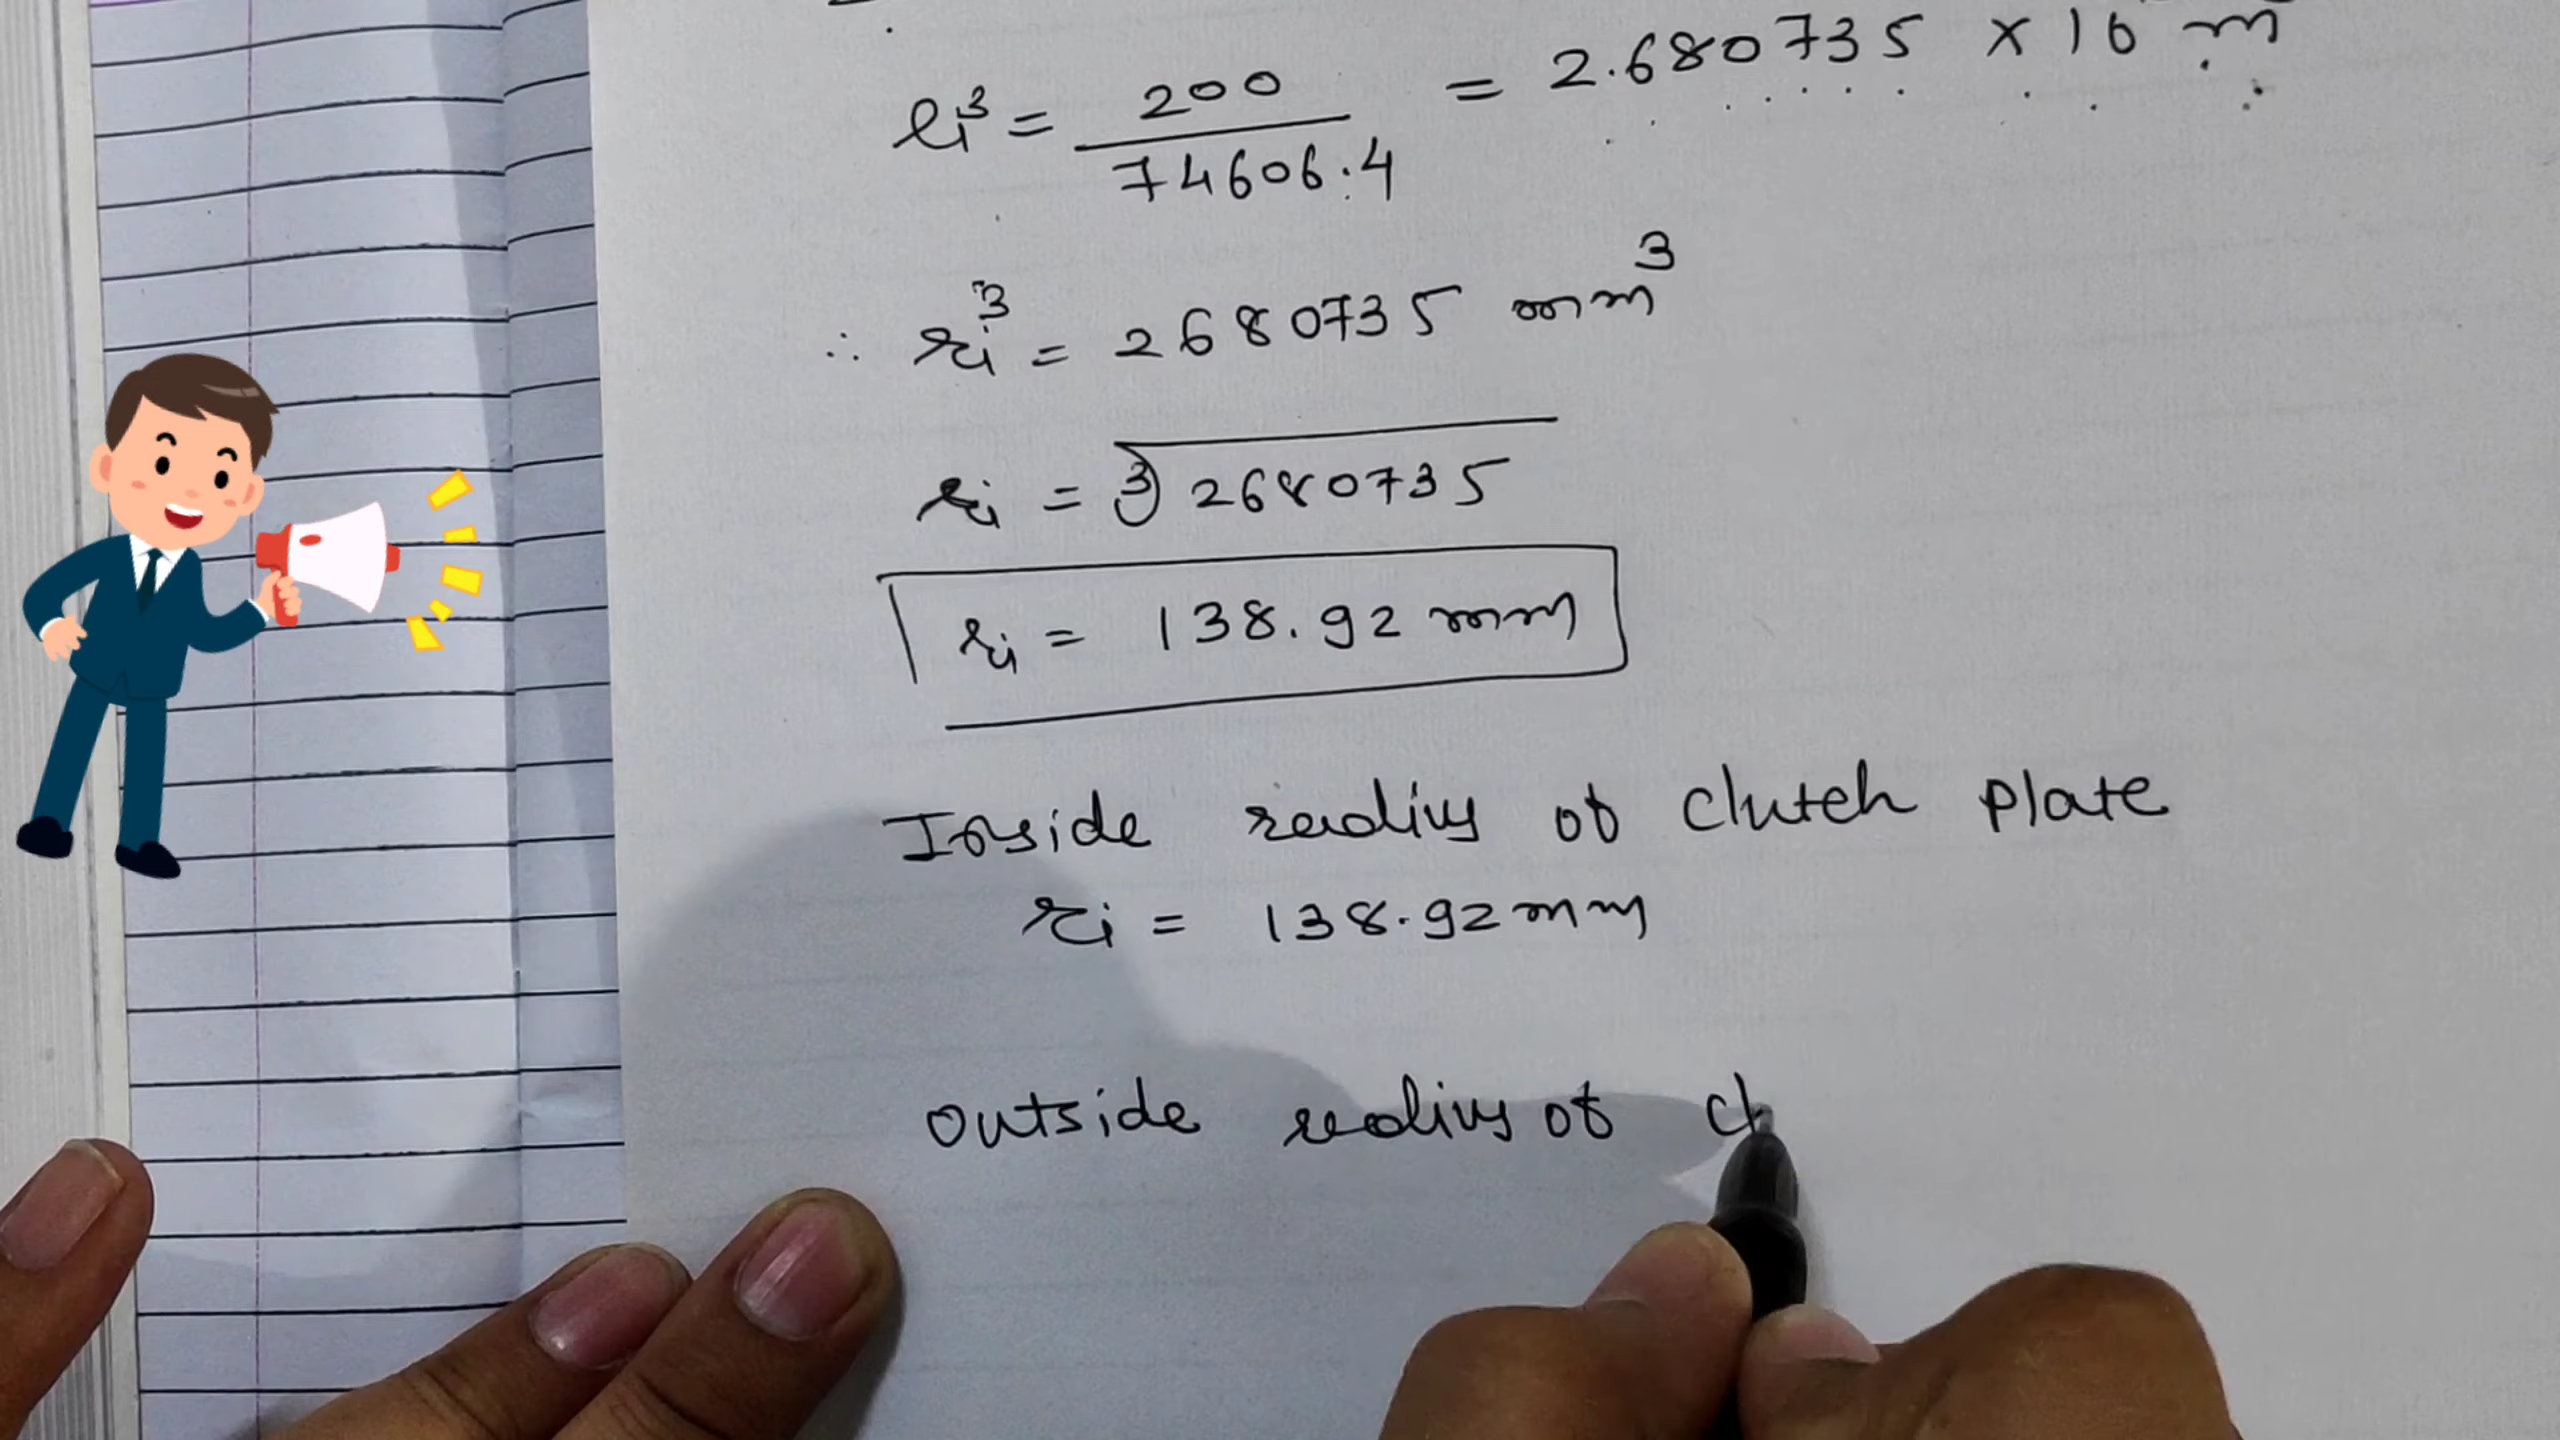 ri³ = 200 / 74606.4 = 2.680735 × 10 m
∴ ri³ = 2680735 mm³
ri = ∛2680735
ri = 138.92 mm
Inside radius of clutch plate
ri = 138.92 mm
outside radius of cl